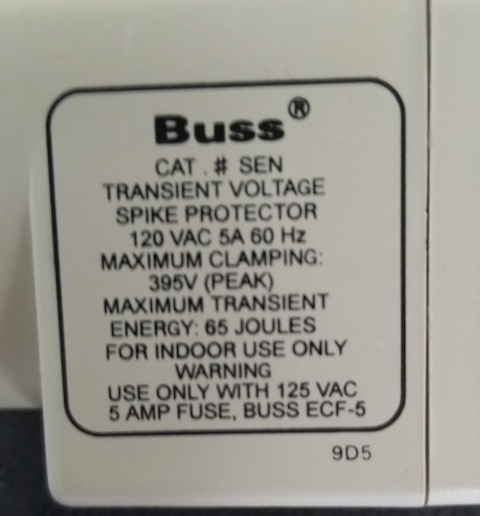 Buss®
CAT . # SEN
TRANSIENT VOLTAGE
SPIKE PROTECTOR
120 VAC 5A 60 Hz
MAXIMUM CLAMPING:
395V (PEAK)
MAXIMUM TRANSIENT
ENERGY: 65 JOULES
FOR INDOOR USE ONLY
WARNING
USE ONLY WITH 125 VAC
5 AMP FUSE, BUSS ECF-5
9D5